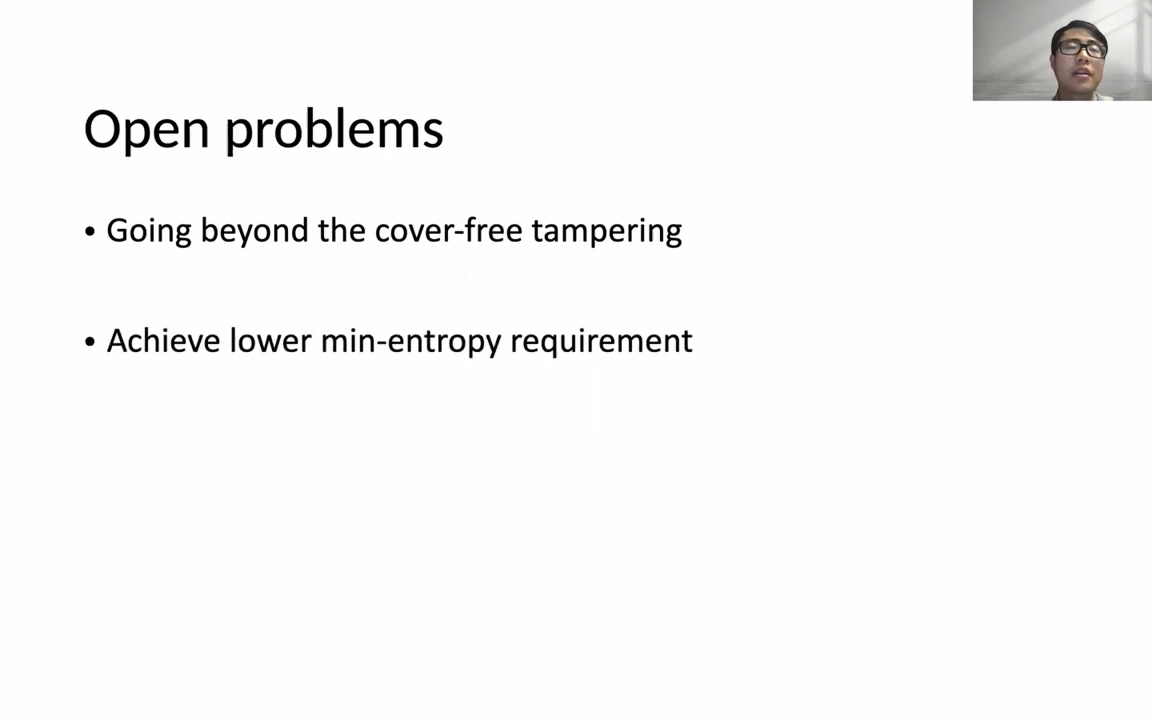 Open problems
• Going beyond the cover-free tampering
• Achieve lower min-entropy requirement